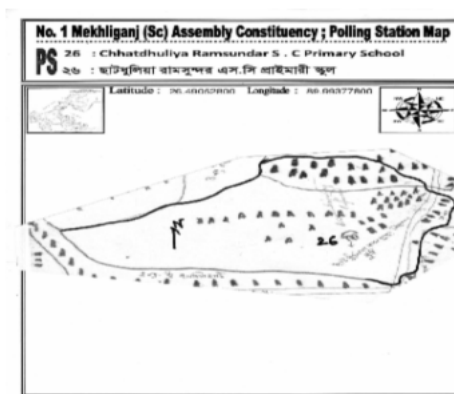 No. 1 Mekhliganj (Sc) Assembly Constituency ; Polling Station Map
PS 26 : Chhatdhuliya Ramsundar S . C Primary School
২৬ : ছাটধুলিয়া রামসুন্দর এস.সি প্রাইমারী স্কুল
Latitude : Longitude :
26